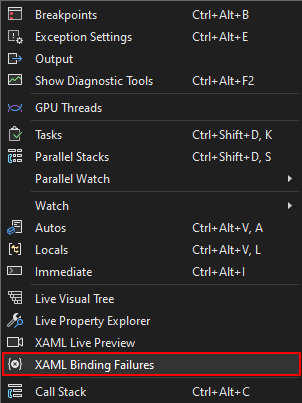 Breakpoints Ctrl+Alt+B
Exception Settings Ctrl+Alt+E
Output
Show Diagnostic Tools Ctrl+Alt+F2
GPU Threads
Tasks Ctrl+Shift+D, K
Parallel Stacks Ctrl+Shift+D, S
Parallel Watch
Watch
Autos Ctrl+Alt+V, A
Locals Ctrl+Alt+V, L
Immediate Ctrl+Alt+I
Live Visual Tree
Live Property Explorer
XAML Live Preview
XAML Binding Failures
Call Stack Ctrl+Alt+C